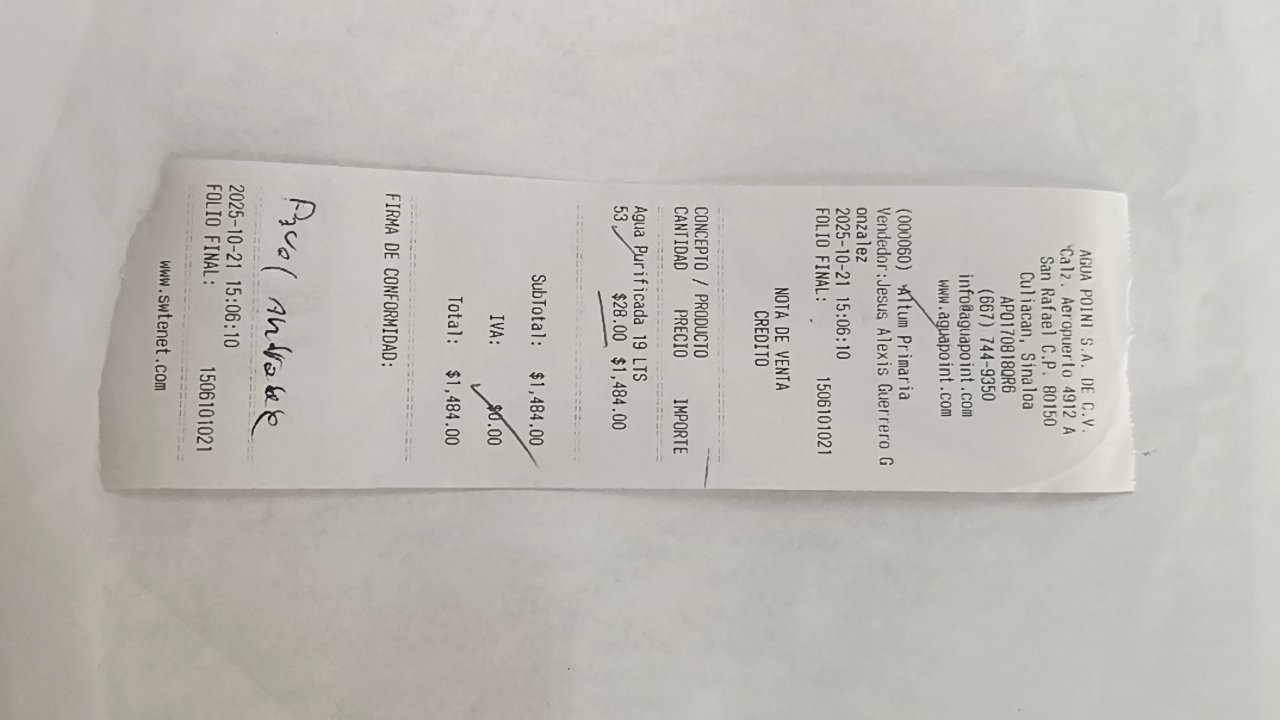 AGUA POINT S.A. DE C.V.
Calz. Aeropuerto 4912 A
San Rafael C.P. 80150
Culiacan, Sinaloa
APO170818QR6
(667) 744-9350
info@aguapoint.com
www.aguapoint.com
(000060) Altum Primaria
Vendedor:Jesus Alexis Guerrero G
onzalez
2025-10-21 15:06:10
FOLIO FINAL: 1506101021
NOTA DE VENTA
CREDITO
CONCEPTO / PRODUCTO
CANTIDAD PRECIO IMPORTE
Agua Purificada 19 LTS
53 $28.00 $1,484.00
SubTotal: $1,484.00
IVA: $0.00
Total: $1,484.00
FIRMA DE CONFORMIDAD:
2025-10-21 15:06:10
FOLIO FINAL: 1506101021
www.swtenet.com